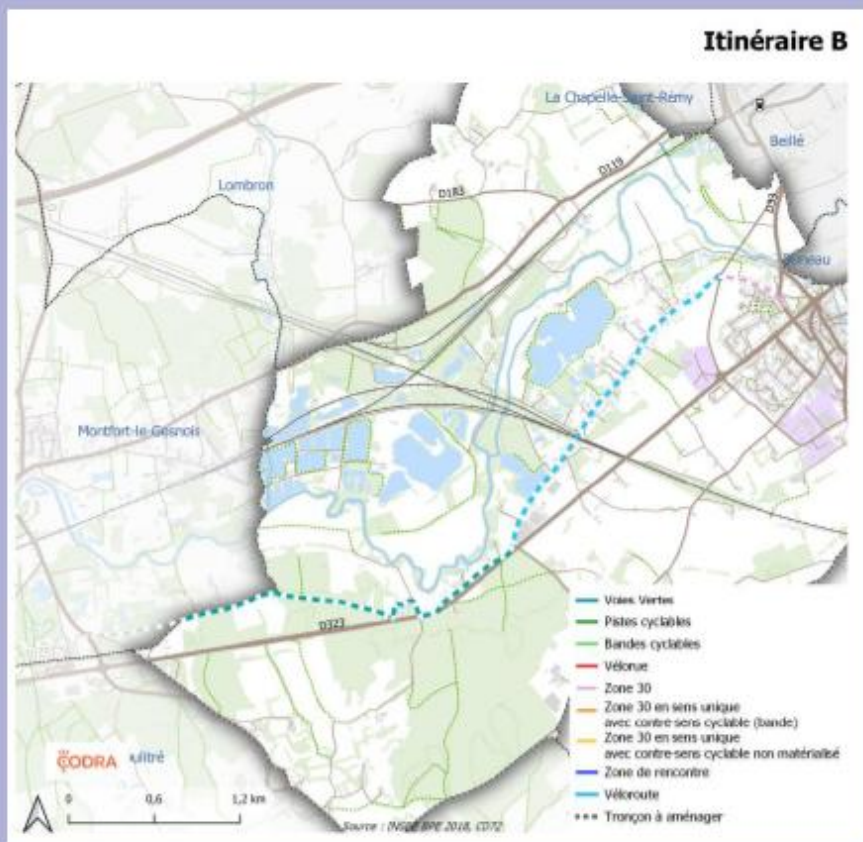 Itinéraire B
La Chapelle-Saint-Rémy
Beillé
Lombron
D119
D183
D33
Montfort-le-Gesnois
D323
Voies Vertes
Pistes cyclables
Bandes cyclables
Vélorue
Zone 30
Zone 30 en sens unique
avec contre-sens cyclable (bande)
Zone 30 en sens unique
avec contre-sens cyclable non matérialisé
Zone de rencontre
Véloroute
Tronçon à aménager
CODRA
0 0,6 1,2 km
Source : INSEE BPE 2018, CD72